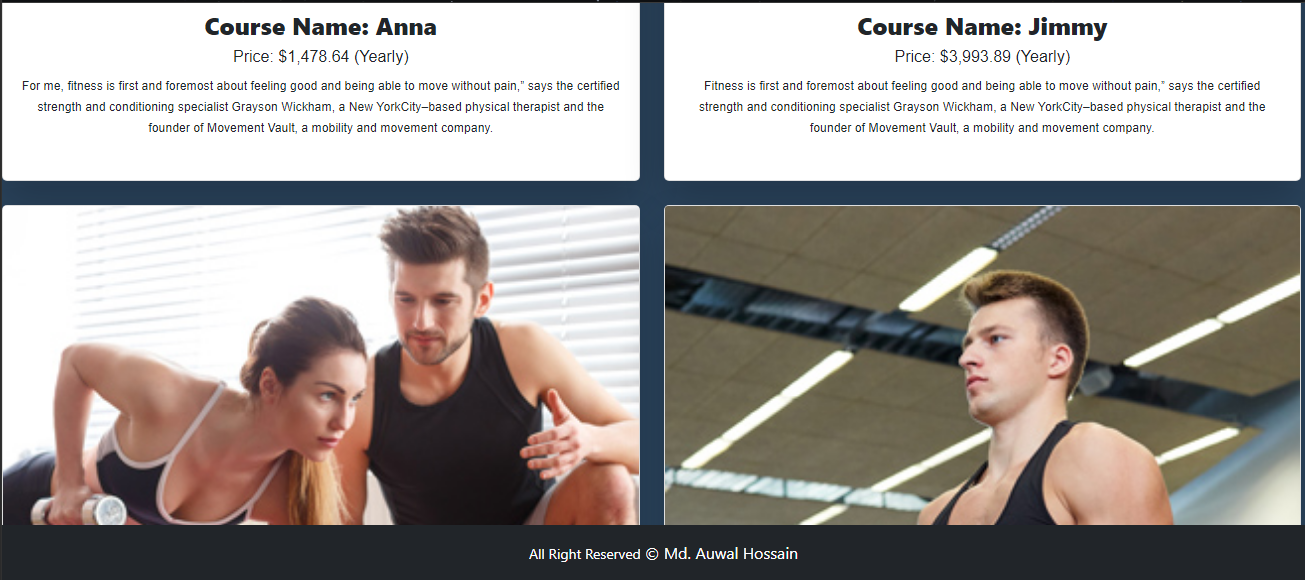 Course Name: Anna
Price: $1,478.64 (Yearly)
For me, fitness is first and foremost about feeling good and being able to move without pain,” says the certified
strength and conditioning specialist Grayson Wickham, a New YorkCity–based physical therapist and the
founder of Movement Vault, a mobility and movement company.
Course Name: Jimmy
Price: $3,993.89 (Yearly)
Fitness is first and foremost about feeling good and being able to move without pain,” says the certified
strength and conditioning specialist Grayson Wickham, a New YorkCity–based physical therapist and the
founder of Movement Vault, a mobility and movement company.
All Right Reserved © Md. Auwal Hossain